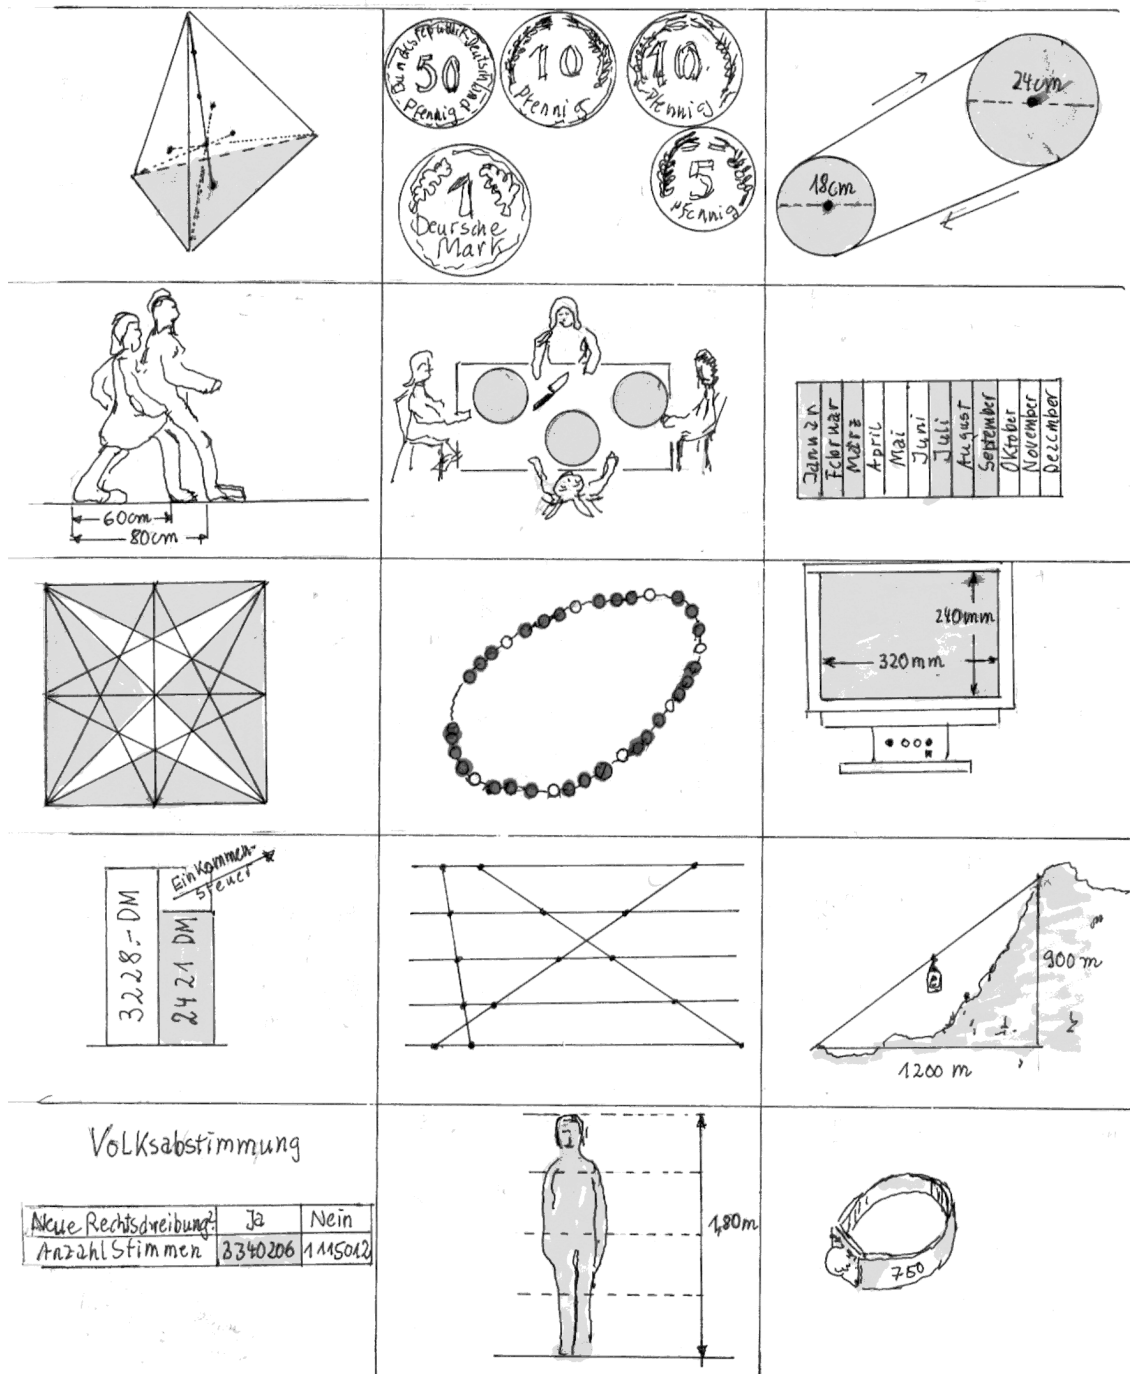 Bundesrepublik Deutschland
50
Pfennig
10
Pfennig
10
Pfennig
1
Deursche
Mark
5
Pfennig
24cm
18cm
60cm
80cm
Januar
Februar
März
April
Mai
Juni
Juli
August
September
Oktober
November
Dezember
240mm
320mm
3228.- DM
2421 DM
Einkommen-
steuer
900 m
1200 m
Volksabstimmung
Neue Rechtschreibung? Ja Nein
Anzahl Stimmen 3340206 1115012
1,80m
750